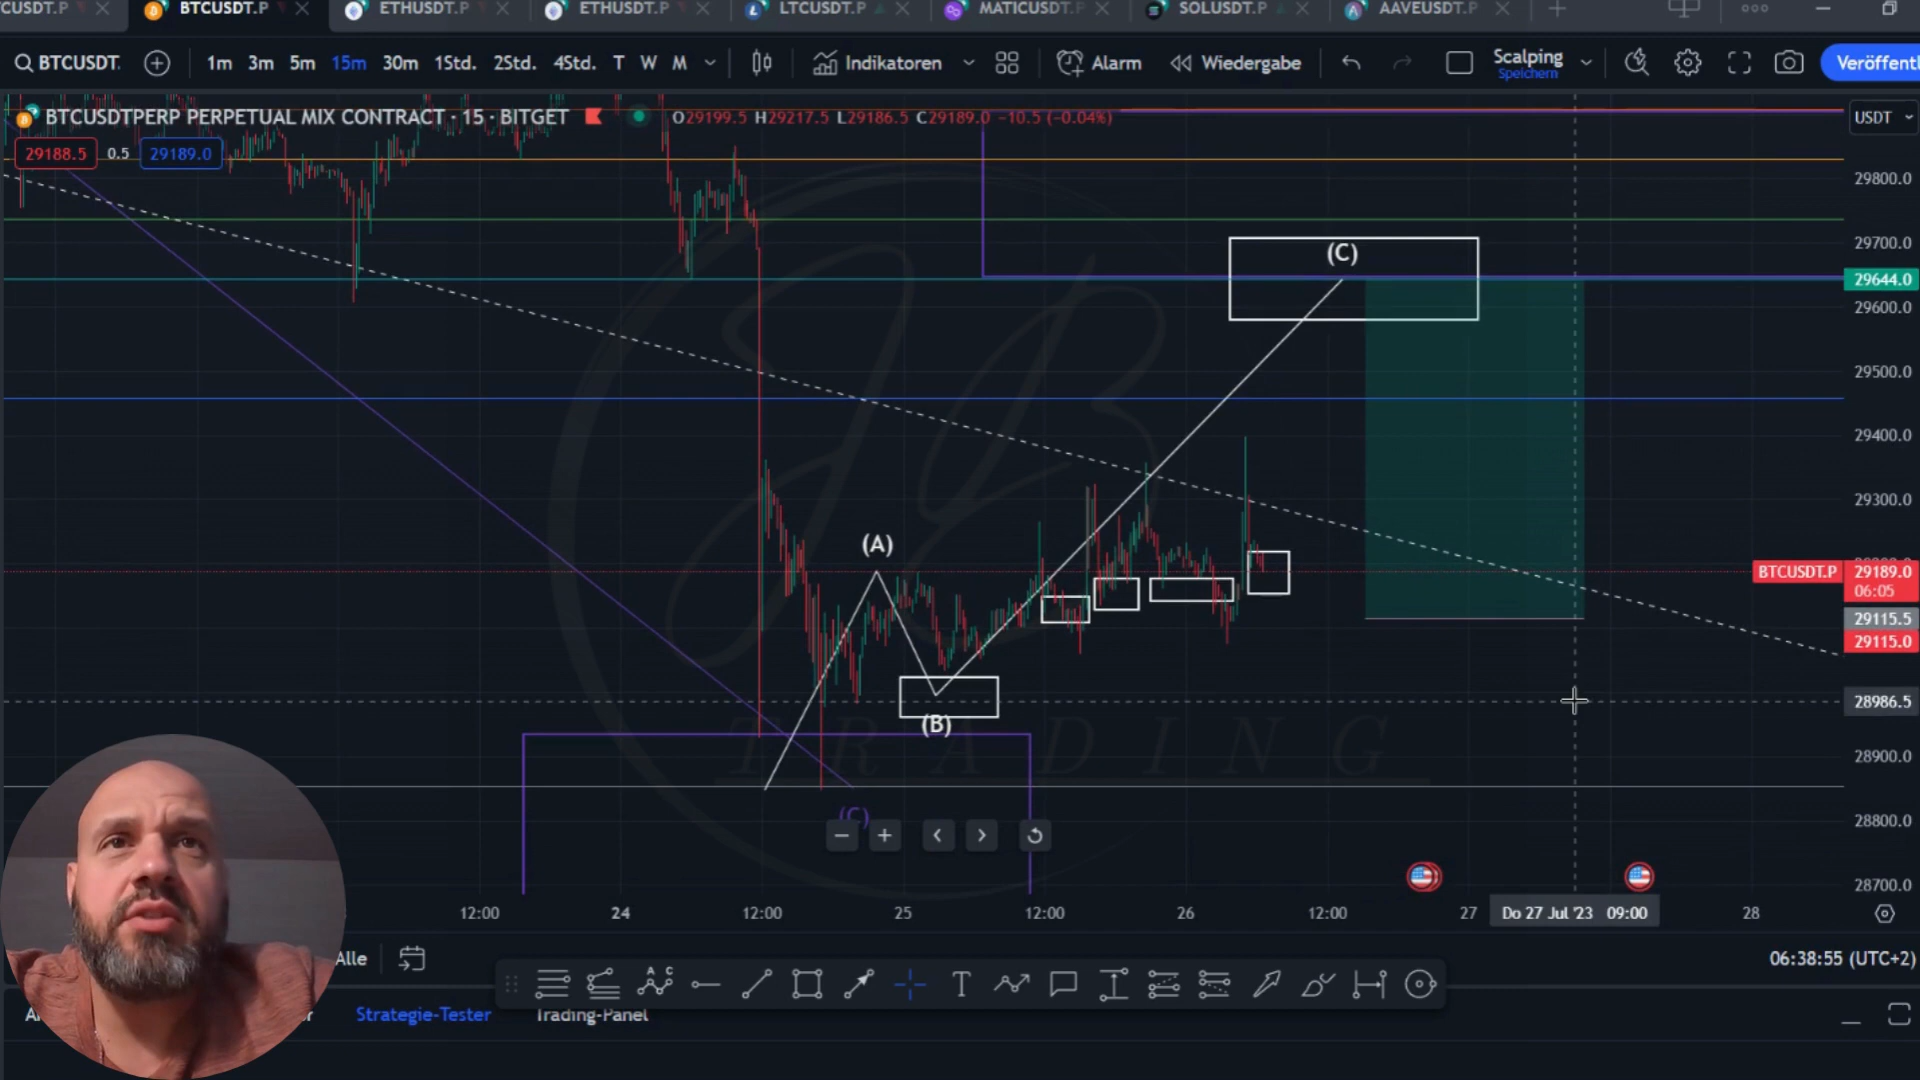 CUSDT.P BTCUSDT.P ETHUSDT.P ETHUSDT.P LTCUSDT.P MATICUSDT.P SOLUSDT.P AAVEUSDT.P
BTCUSDT. 1m 3m 5m 15m 30m 1Std. 2Std. 4Std. T W M Indikatoren Alarm Wiedergabe Scalping Veröffentl
Speichern
BTCUSDTPERP PERPETUAL MIX CONTRACT · 15 · BITGET O29199.5 H29217.5 L29186.5 C29189.0 −10.5 (−0.04%) USDT
29188.5 0.5 29189.0
29800.0
29700.0
(C)
29644.0
29600.0
29500.0
29400.0
29300.0
(A)
BTCUSDT.P 29189.0
06:05
29115.5
29115.0
28986.5
(B)
TRADING
28900.0
(C)
28800.0
28700.0
12:00 24 12:00 25 12:00 26 12:00 27 Do 27 Jul '23 09:00 28
Alle 06:38:55 (UTC+2)
Strategie-Tester Trading-Panel